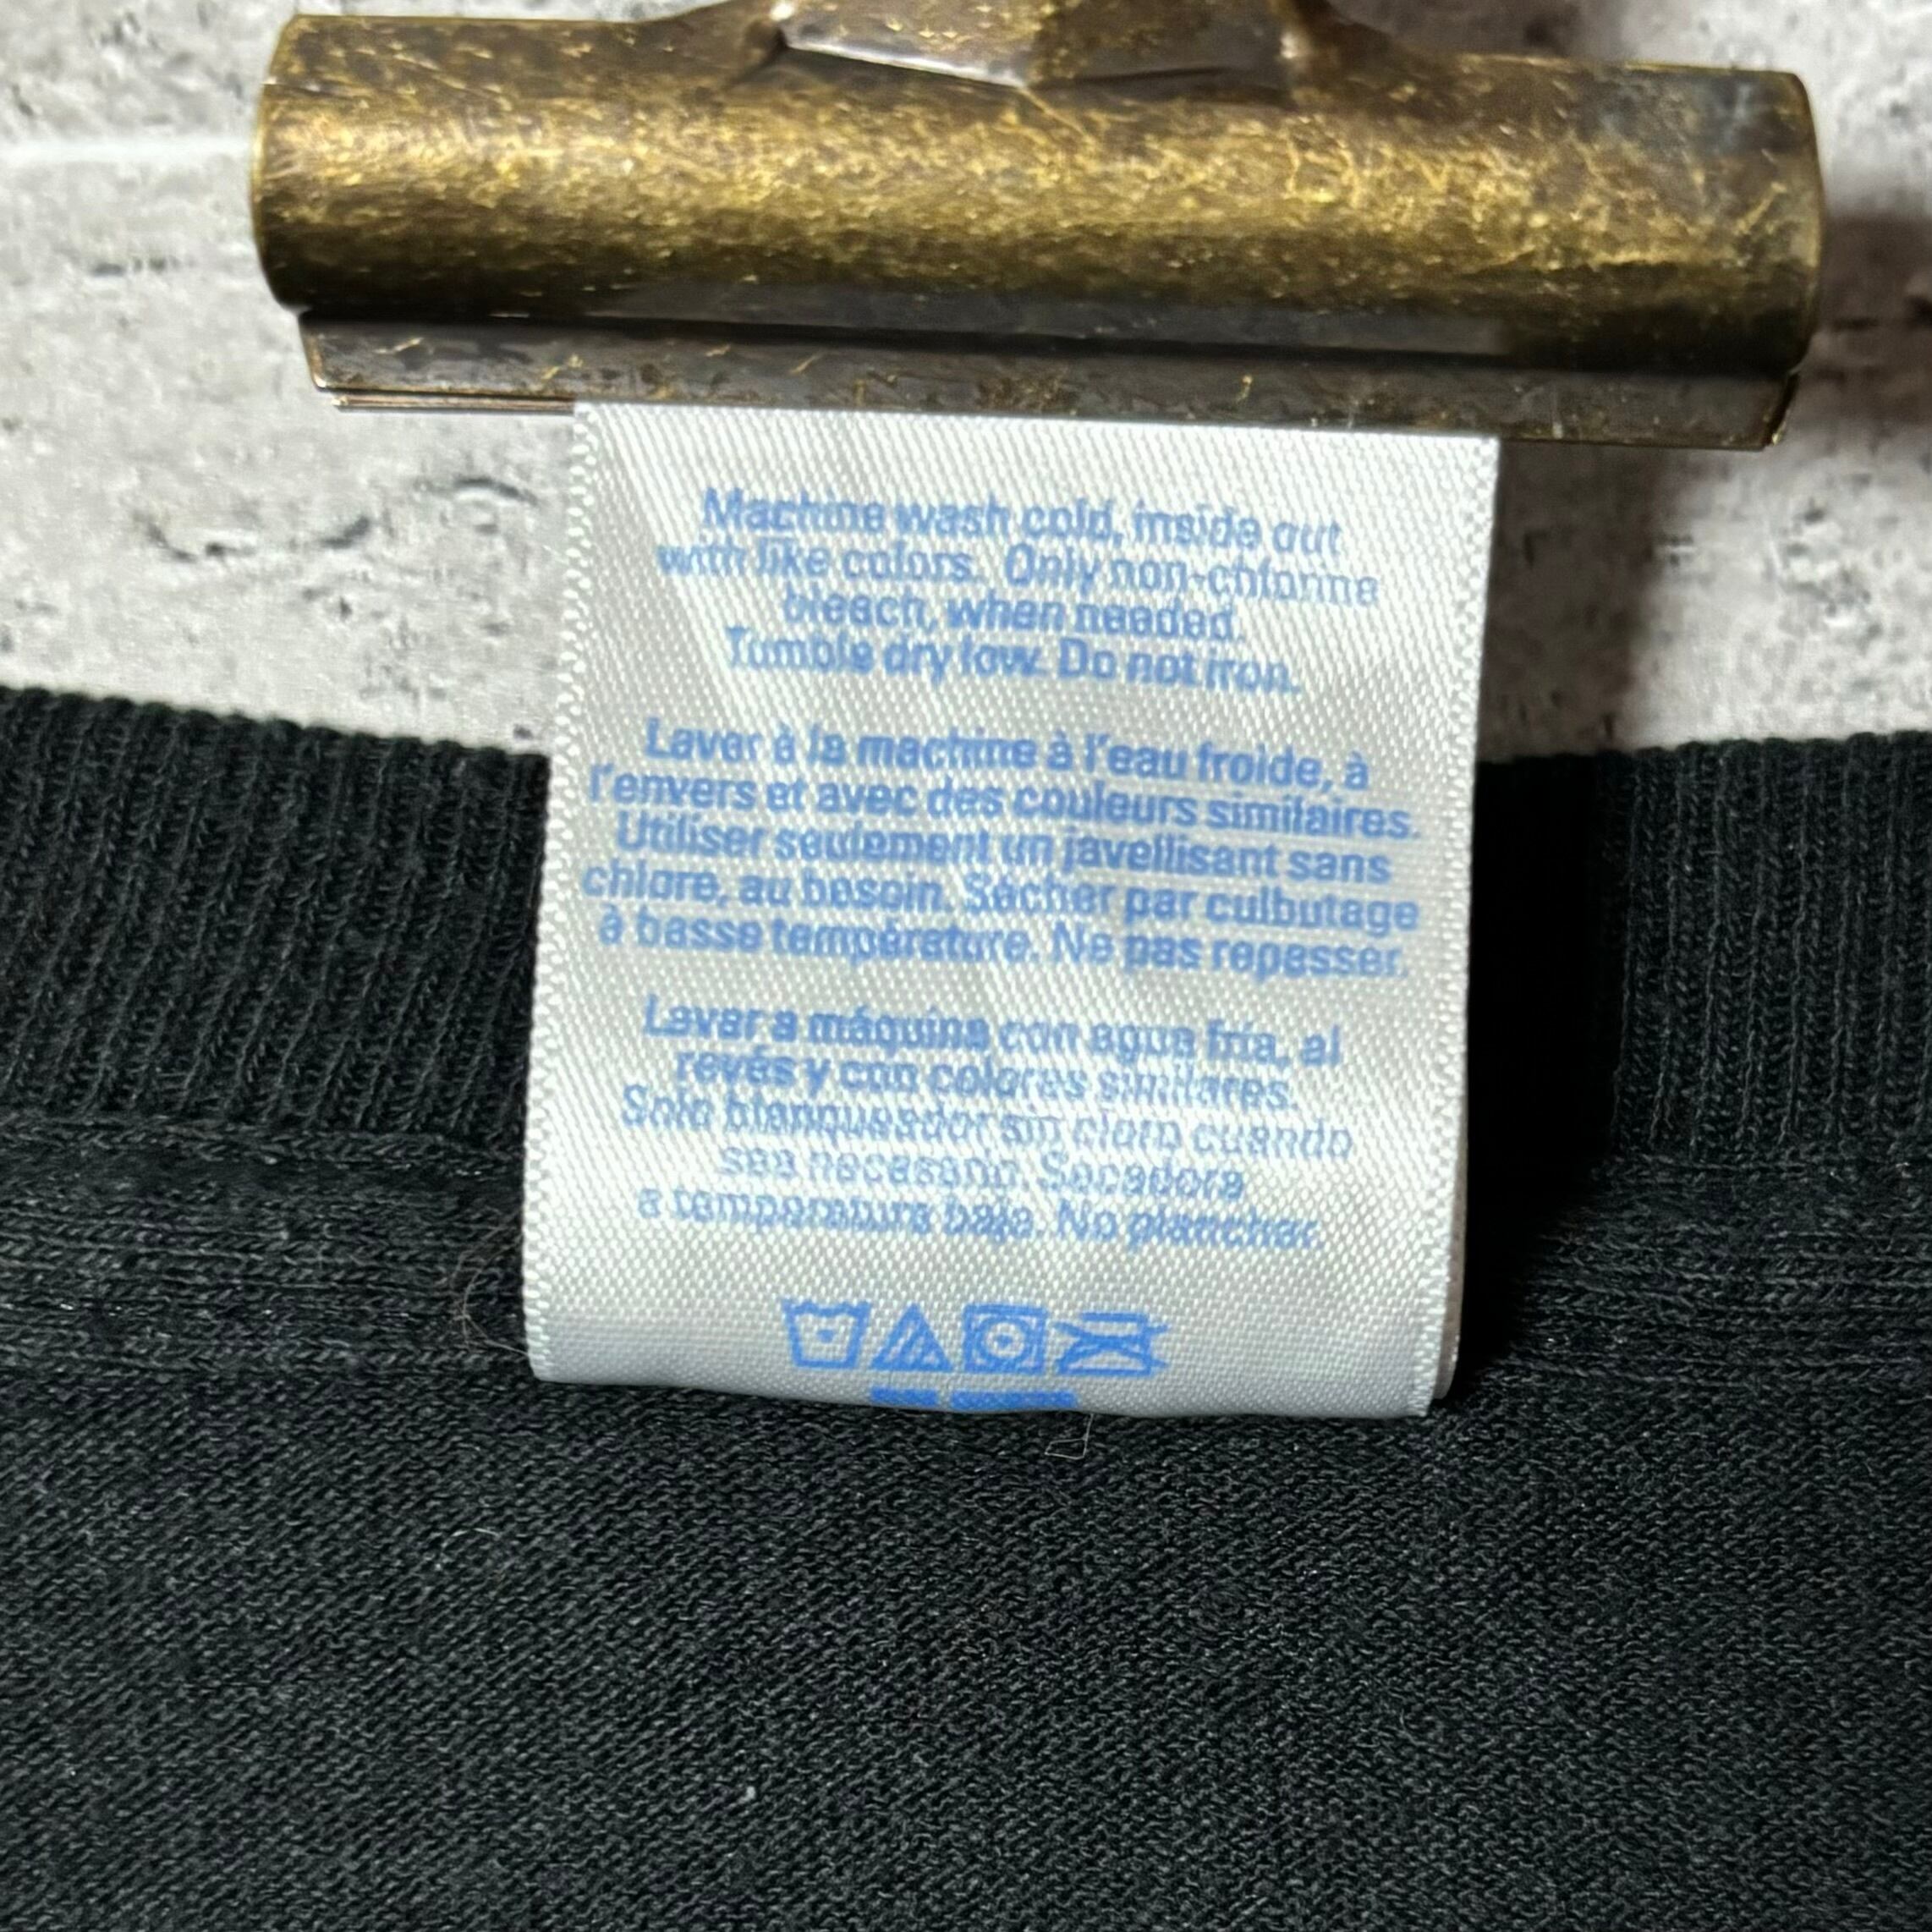 Machine wash cold, inside out
with like colors. Only non-chlorine
bleach, when needed.
Tumble dry low. Do not iron.
Laver à la machine à l'eau froide, à
l'envers et avec des couleurs similaires.
Utiliser seulement un javellisant sans
chlore, au besoin. Sécher par culbutage
à basse température. Ne pas repasser.
Lavar a máquina con agua fría, al
revés y con colores similares.
Solo blanqueador sin cloro cuando
sea necesario. Secadora
a temperatura baja. No planchar.